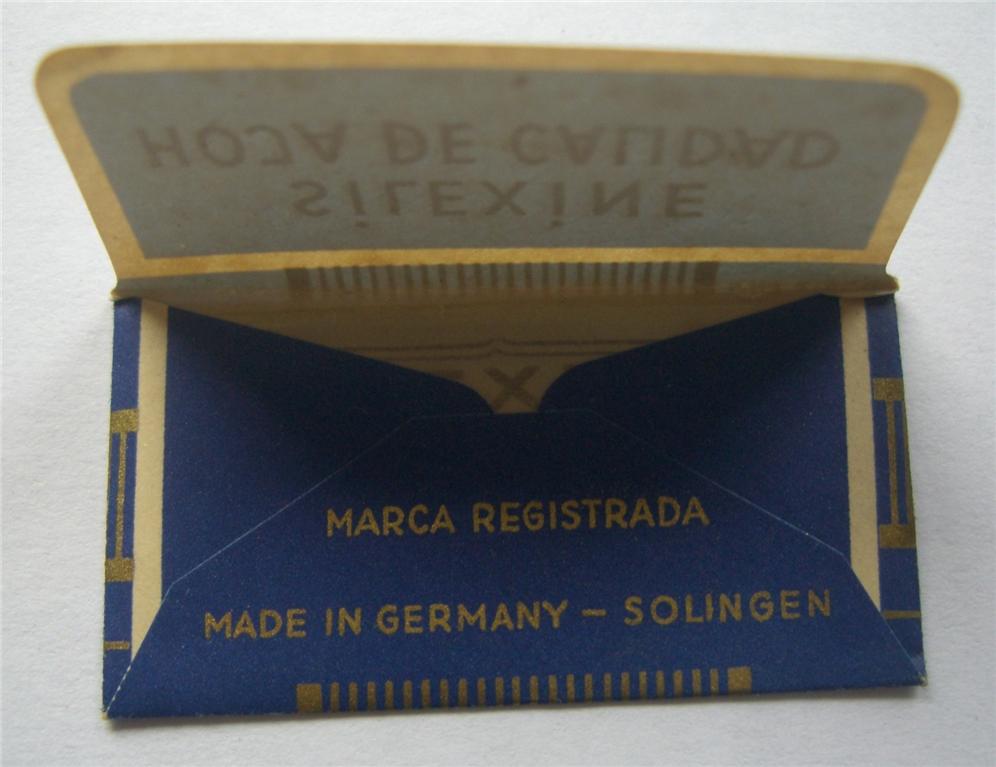 HOJA DE CALIDAD
SILEXINE
X
MARCA REGISTRADA
MADE IN GERMANY – SOLINGEN